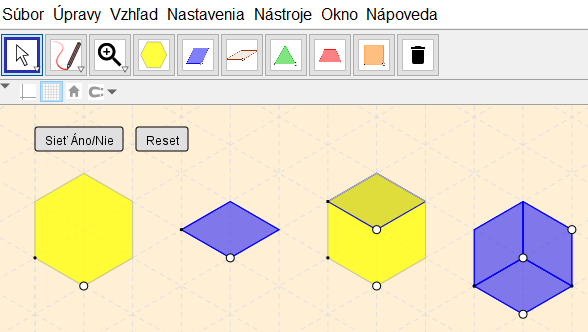 Súbor Úpravy Vzhľad Nastavenia Nástroje Okno Nápoveda
Sieť Áno/Nie Reset